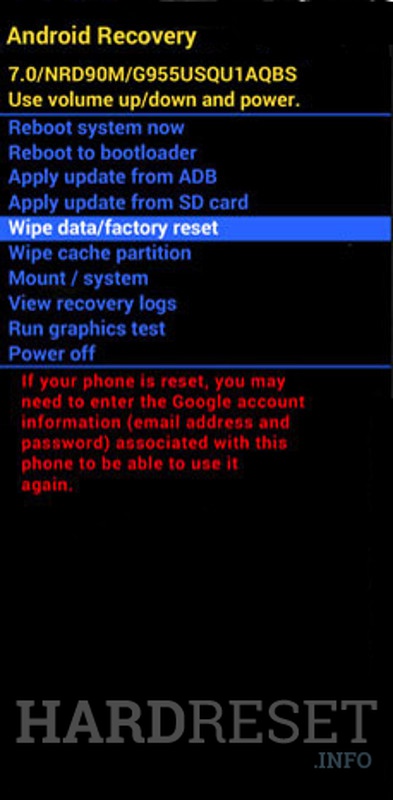 Android Recovery
7.0/NRD90M/G955USQU1AQBS
Use volume up/down and power.
Reboot system now
Reboot to bootloader
Apply update from ADB
Apply update from SD card
Wipe data/factory reset
Wipe cache partition
Mount / system
View recovery logs
Run graphics test
Power off
If your phone is reset, you may
need to enter the Google account
information (email address and
password) associated with this
phone to be able to use it
again.
HARDRESET
.INFO